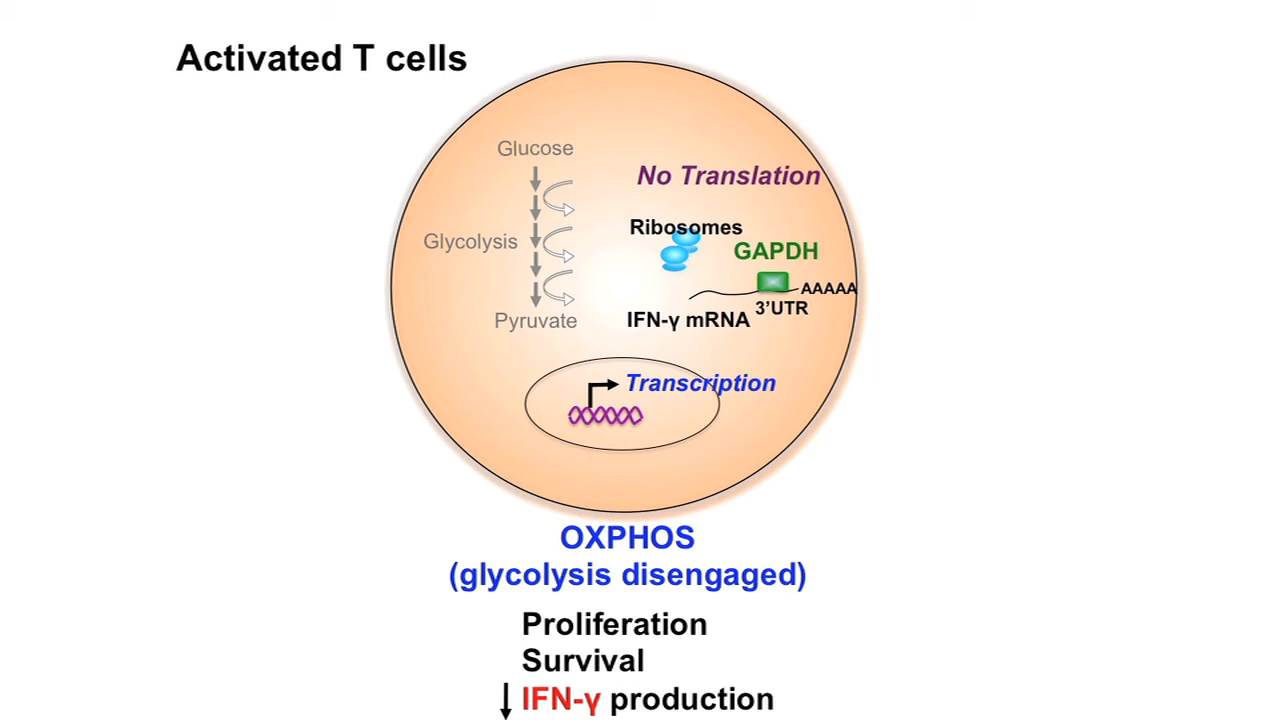 Activated T cells
Glucose
No Translation
Ribosomes
Glycolysis
GAPDH
AAAAA
3’UTR
Pyruvate
IFN-γ mRNA
Transcription
OXPHOS
(glycolysis disengaged)
Proliferation
Survival
IFN-γ production